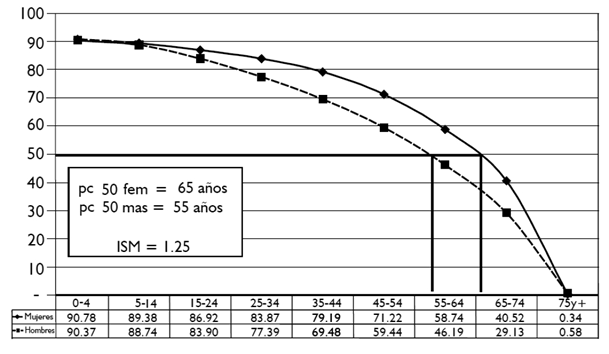 100
90
80
70
60
50
40
30
20
10
-
pc 50 fem = 65 años
pc 50 mas = 55 años
ISM = 1.25
0-4 5-14 15-24 25-34 35-44 45-54 55-64 65-74 75y+
Mujeres 90.78 89.38 86.92 83.87 79.19 71.22 58.74 40.52 0.34
Hombres 90.37 88.74 83.90 77.39 69.48 59.44 46.19 29.13 0.58